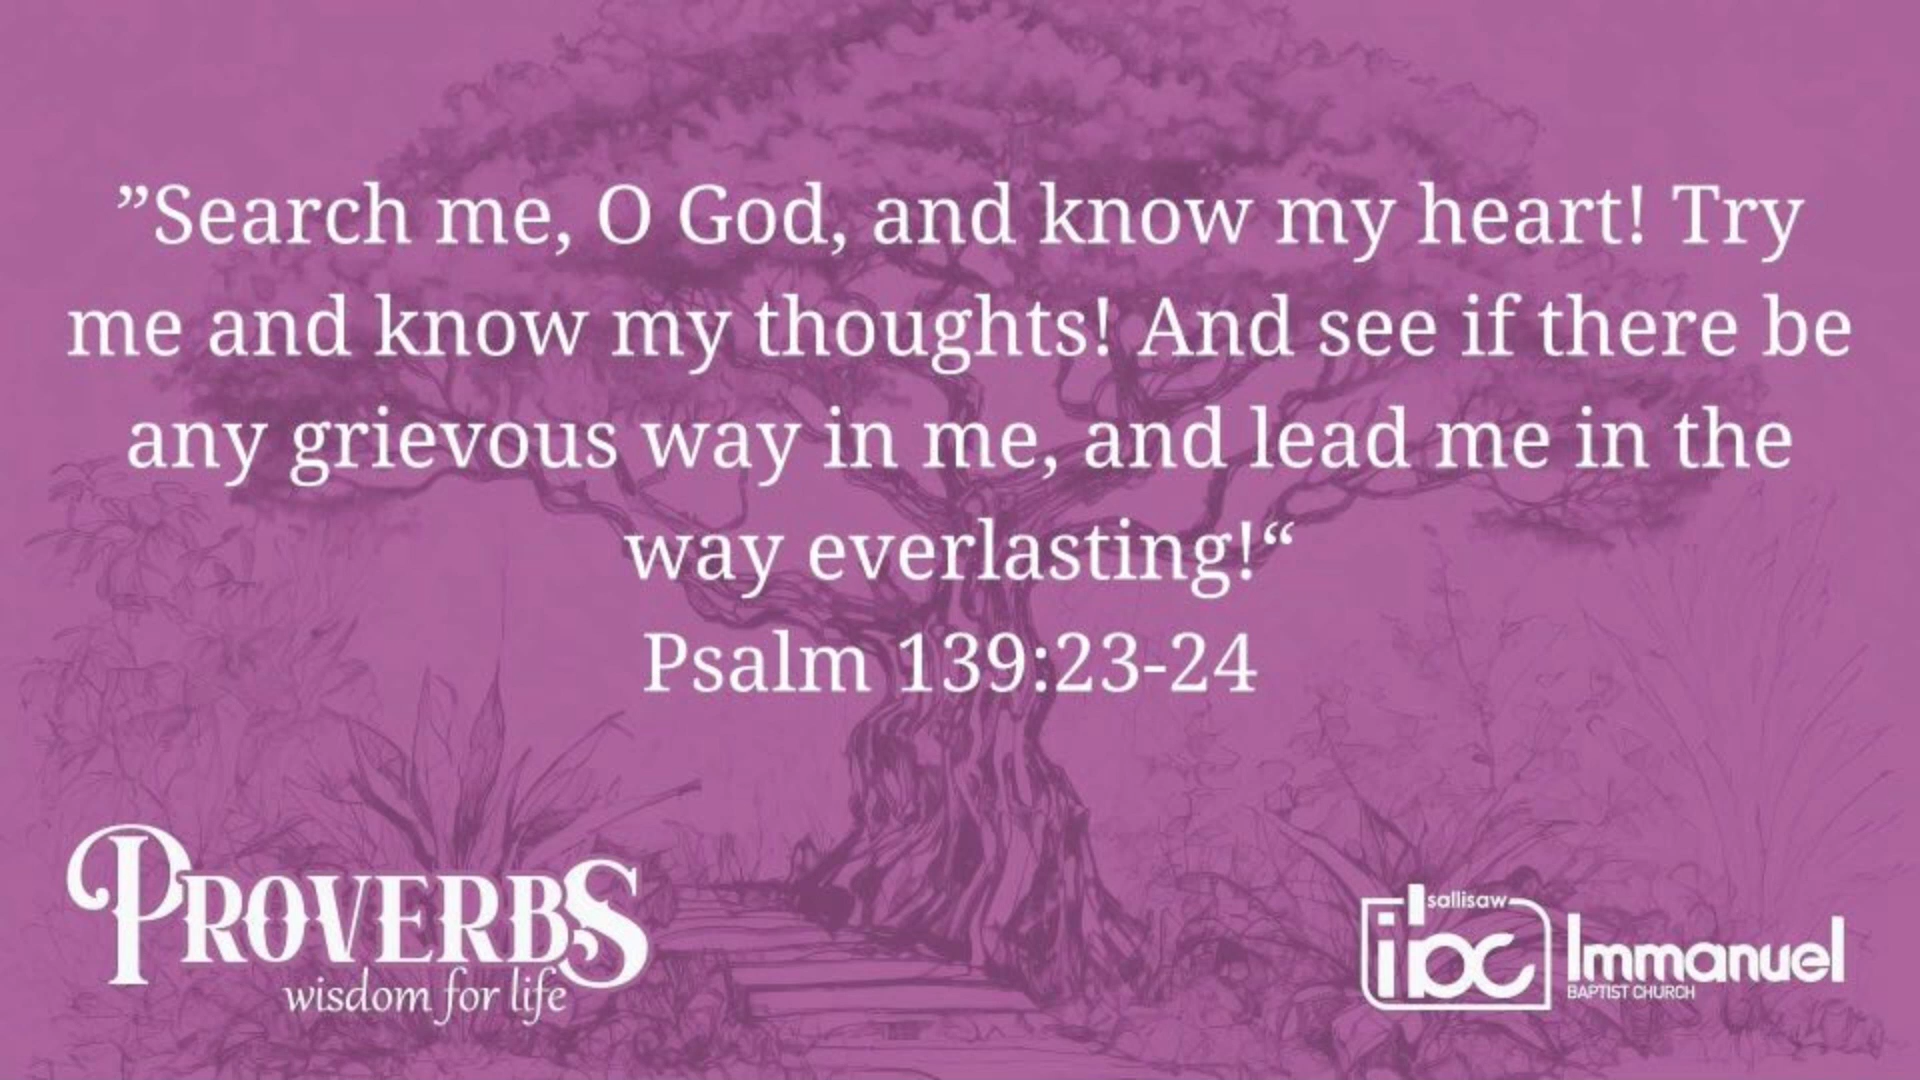 ”Search me, O God, and know my heart! Try
me and know my thoughts! And see if there be
any grievous way in me, and lead me in the
way everlasting!“
Psalm 139:23-24
PROVERBS
wisdom for life
sallisaw
ibc
Immanuel
BAPTIST CHURCH